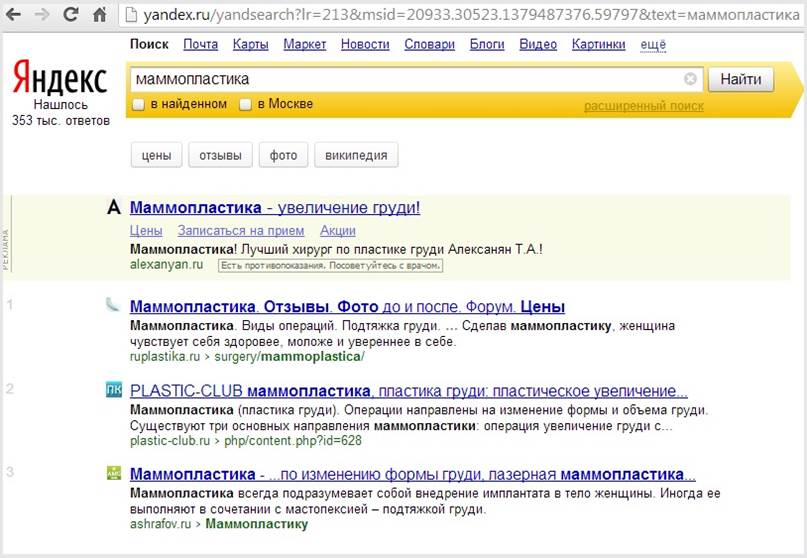 yandex.ru/yandsearch?lr=213&msid=20933.30523.1379487376.59797&text=маммопластика
Поиск Почта Карты Маркет Новости Словари Блоги Видео Картинки ещё
Яндекс
маммопластика
Найти
Нашлось
353 тыс. ответов
в найденном в Москве
расширенный поиск
цены отзывы фото википедия
РЕКЛАМА
Маммопластика - увеличение груди!
Цены Записаться на прием Акции
Маммопластика! Лучший хирург по пластике груди Алексанян Т.А.!
alexanyan.ru Есть противопоказания. Посоветуйтесь с врачом.
1
Маммопластика. Отзывы. Фото до и после. Форум. Цены
Маммопластика. Виды операций. Подтяжка груди. ... Сделав маммопластику, женщина
чувствует себя здоровее, моложе и увереннее в себе.
ruplastika.ru › surgery/mammoplastica/
2
ПК
PLASTIC-CLUB маммопластика, пластика груди: пластическое увеличение...
Маммопластика (пластика груди). Операции направлены на изменение формы и объема груди.
Существуют три основных направления маммопластики: операция увеличение груди с...
plastic-club.ru › php/content.php?id=628
3
Маммопластика - ...по изменению формы груди, лазерная маммопластика...
Маммопластика всегда подразумевает собой внедрение импланта в тело женщины. Иногда ее
выполняют в сочетании с мастопексией – подтяжкой груди.
ashrafov.ru › Маммопластику